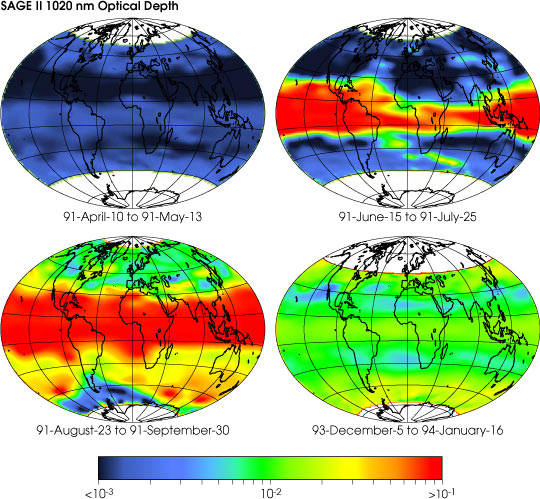 SAGE II 1020 nm Optical Depth
91-April-10 to 91-May-13
91-June-15 to 91-July-25
91-August-23 to 91-September-30
93-December-5 to 94-January-16
<10-3
10-2
>10-1